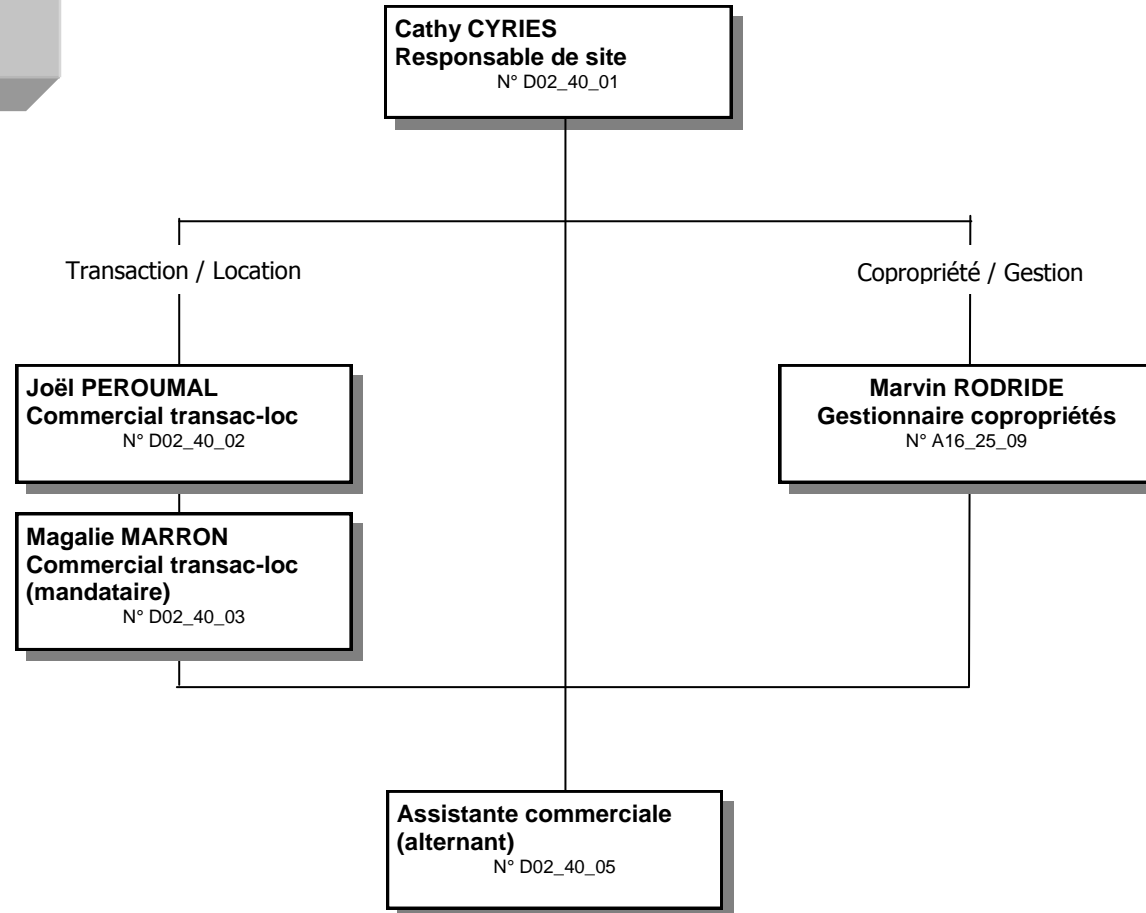 Cathy CYRIES
Responsable de site
N° D02_40_01
Transaction / Location
Copropriété / Gestion
Joël PEROUMAL
Commercial transac-loc
N° D02_40_02
Marvin RODRIDE
Gestionnaire copropriétés
N° A16_25_09
Magalie MARRON
Commercial transac-loc
(mandataire)
N° D02_40_03
Assistante commerciale
(alternant)
N° D02_40_05